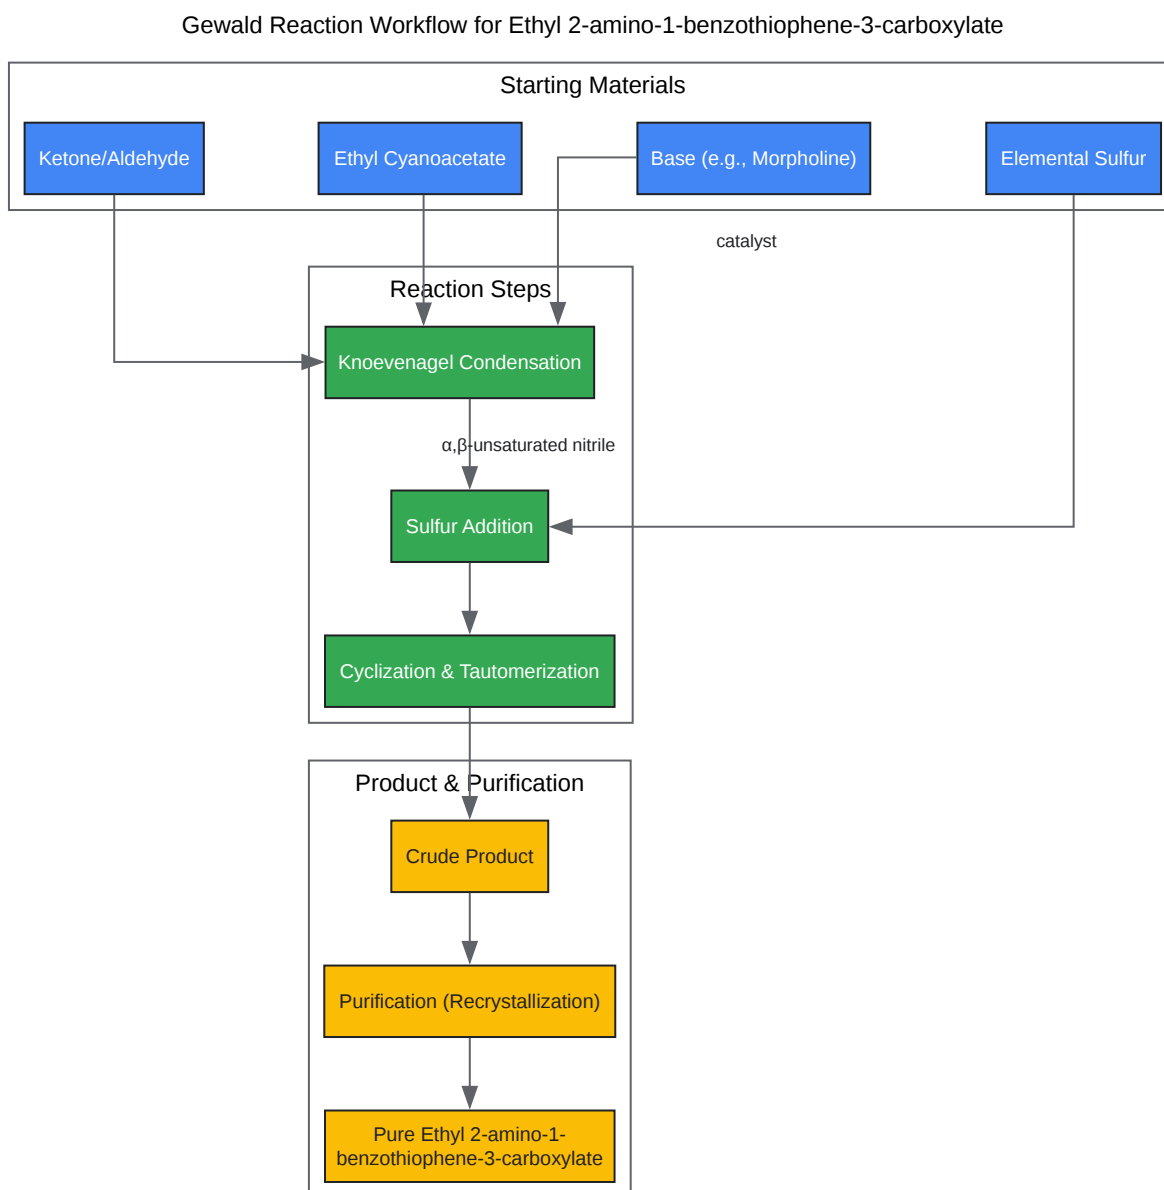 Gewald Reaction Workflow for Ethyl 2-amino-1-benzothiophene-3-carboxylate
Starting Materials
Ketone/Aldehyde
Ethyl Cyanoacetate
Base (e.g., Morpholine)
Elemental Sulfur
catalyst
Reaction Steps
Knoevenagel Condensation
α,β-unsaturated nitrile
Sulfur Addition
Cyclization & Tautomerization
Product & Purification
Crude Product
Purification (Recrystallization)
Pure Ethyl 2-amino-1-
benzothiophene-3-carboxylate